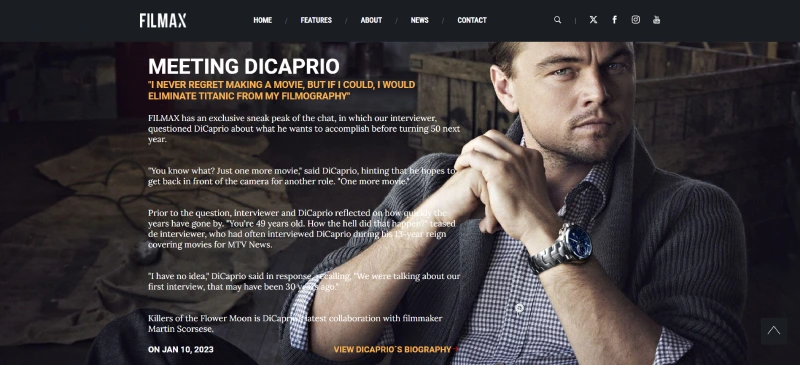 FILMAX
HOME / FEATURES / ABOUT / NEWS / CONTACT
MEETING DICAPRIO
"I NEVER REGRET MAKING A MOVIE, BUT IF I COULD, I WOULD
ELIMINATE TITANIC FROM MY FILMOGRAPHY"
FILMAX has an exclusive sneak peak of the chat, in which our interviewer,
questioned DiCaprio about what he wants to accomplish before turning 50 next
year.
"You know what? Just one more movie," said DiCaprio, hinting that he hopes to
get back in front of the camera for another role. "One more movie."
Prior to the question, interviewer and DiCaprio reflected on how quickly the
years have gone by. "You're 49 years old. How the hell did that happen?" teased
de interviewer, who had often interviewed DiCaprio during his 13-year reign
covering movies for MTV News.
"I have no idea," DiCaprio said in response, recalling, "We were talking about our
first interview, that may have been 30 years ago."
Killers of the Flower Moon is DiCaprio's latest collaboration with filmmaker
Martin Scorsese.
ON JAN 10, 2023
VIEW DICAPRIO´S BIOGRAPHY